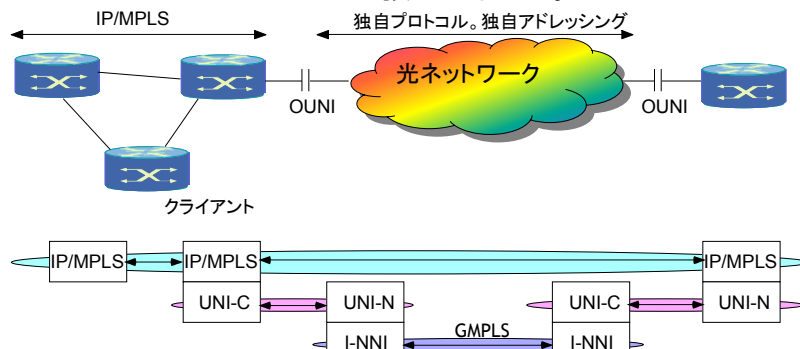 IP/MPLS
独自プロトコル。独自アドレッシング
光ネットワーク
OUNI
OUNI
クライアント
IP/MPLS
IP/MPLS
IP/MPLS
UNI-C
UNI-N
UNI-C
UNI-N
I-NNI
GMPLS
I-NNI